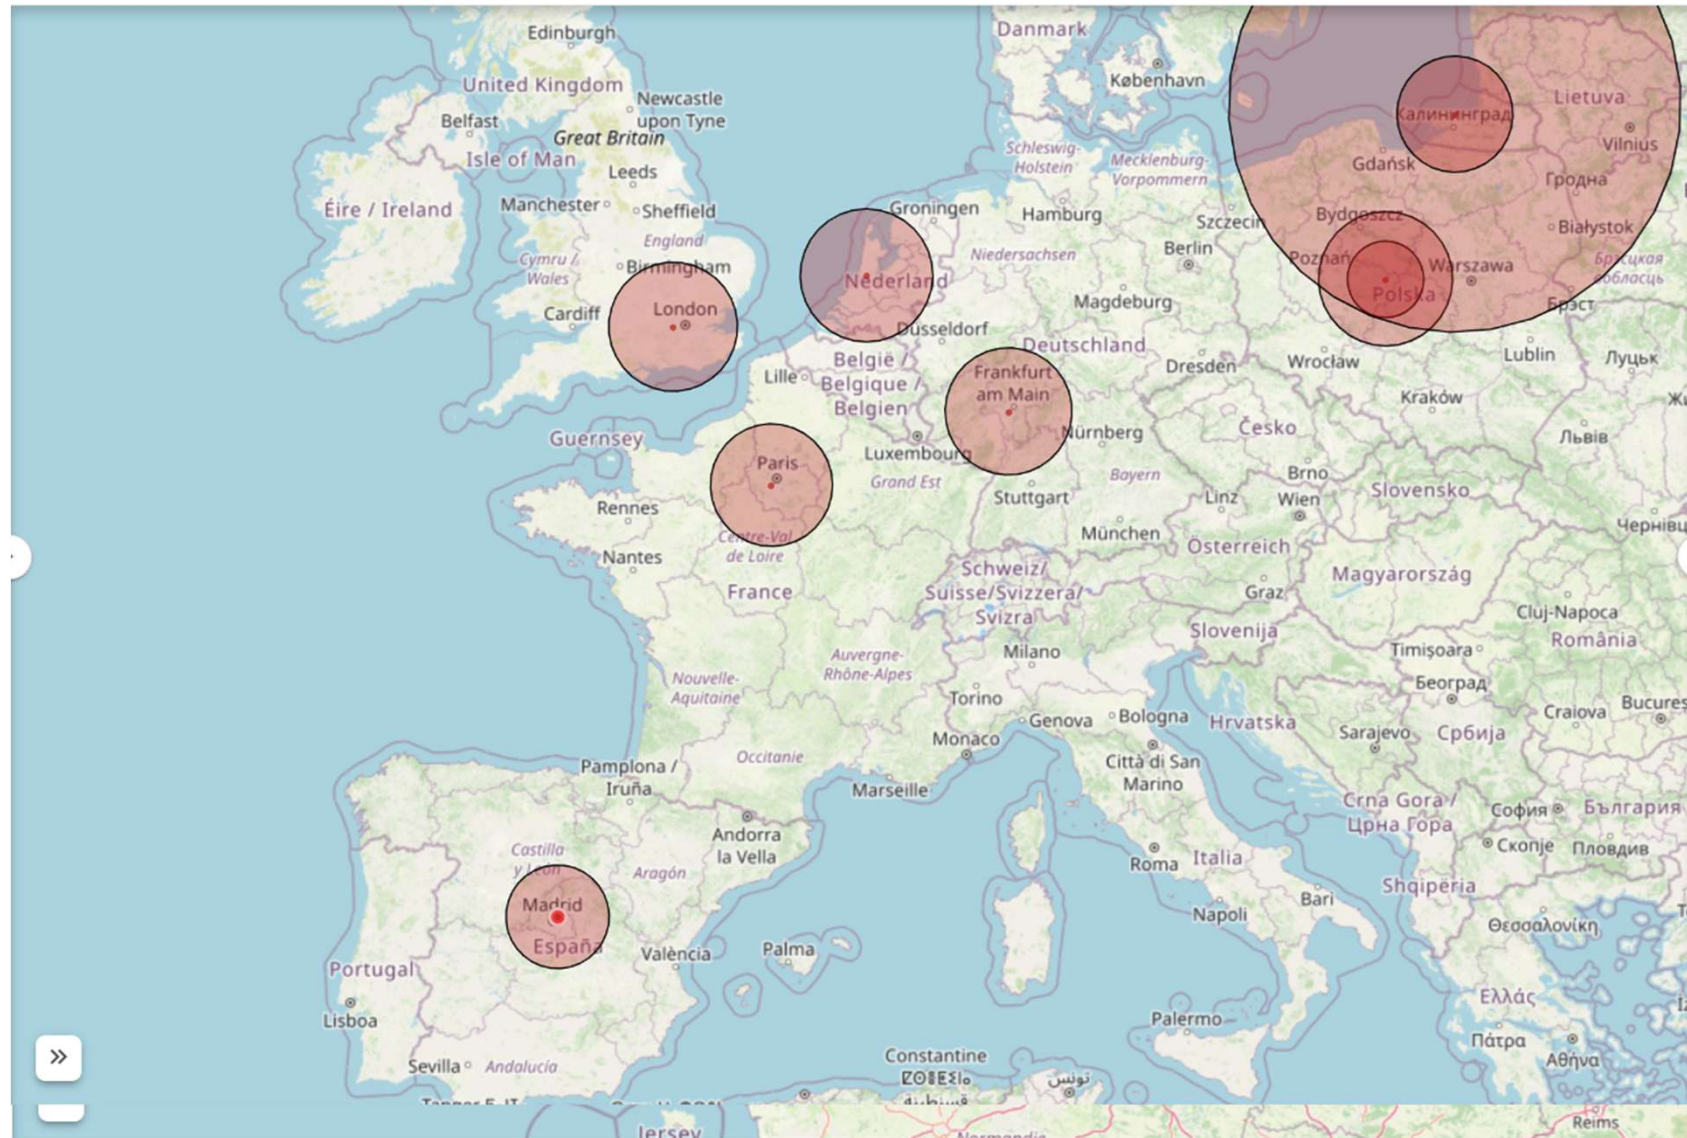 Edinburgh
Danmark
København
United Kingdom
Newcastle
upon Tyne
Belfast
Great Britain
Isle of Man
Leeds
Schleswig-
Holstein
Mecklenburg-
Vorpommern
Калининград
Lietuva
Vilnius
Gdańsk
Гродна
Éire / Ireland
Manchester
Sheffield
England
Groningen
Hamburg
Szczecin
Bydgoszcz
Białystok
Cymru /
Wales
Birmingham
Niedersachsen
Berlin
Poznań
Warszawa
Брэсцкая
вобласць
Nederland
Magdeburg
Polska
Брэст
Cardiff
London
Düsseldorf
Deutschland
Dresden
Wrocław
Lublin
Луцьк
Lille
België /
Belgique /
Belgien
Frankfurt
am Main
Kraków
Guernsey
Luxembourg
Nürnberg
Česko
Львів
Paris
Grand Est
Bayern
Brno
Slovensko
Rennes
Stuttgart
Linz
Wien
München
Чернівц
Centre-Val
de Loire
Nantes
France
Schweiz/
Suisse/Svizzera/
Svizra
Österreich
Graz
Magyarország
Cluj-Napoca
România
Slovenija
Milano
Timișoara
Auvergne-
Rhône-Alpes
Nouvelle-
Aquitaine
Torino
Београд
Genova
Bologna
Hrvatska
Craiova
Bucures
Monaco
Sarajevo
Србија
Occitanie
Pamplona /
Iruña
Marseille
Città di San
Marino
Crna Gora /
Црна Гора
София
България
Andorra
la Vella
Скопје
Пловдив
Castilla
y León
Aragón
Roma
Italia
Shqipëria
Madrid
España
València
Palma
Napoli
Bari
Θεσσαλονίκη
Portugal
Lisboa
Ελλάς
Palermo
Πάτρα
Αθήνα
Sevilla
Andalucía
Constantine
ⵇⵙⴻⵏⵟⵉⵏⴰ
قسنطينة
تونس
Jersey
Normandie
Reims